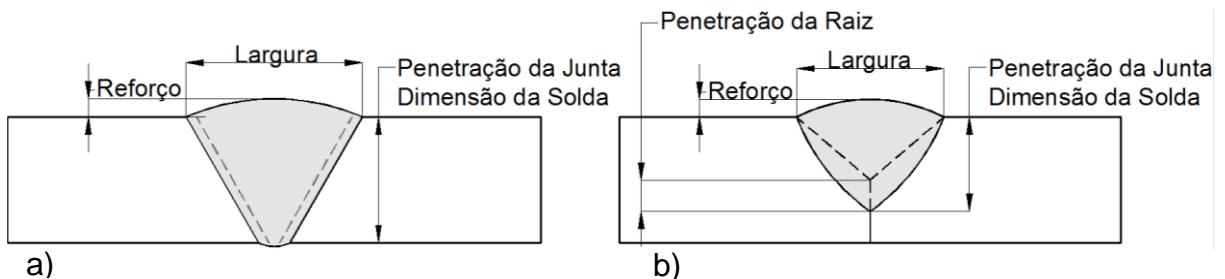 Largura
Reforço
Penetração da Junta
Dimensão da Solda
a)
Penetração da Raiz
Largura
Reforço
Penetração da Junta
Dimensão da Solda
b)